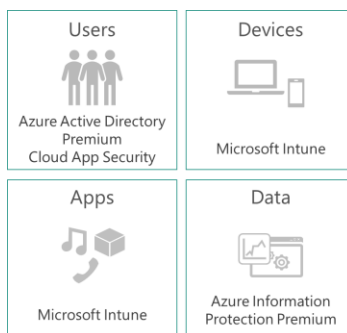 Users
Azure Active Directory
Premium
Cloud App Security
Devices
Microsoft Intune
Apps
Microsoft Intune
Data
Azure Information
Protection Premium